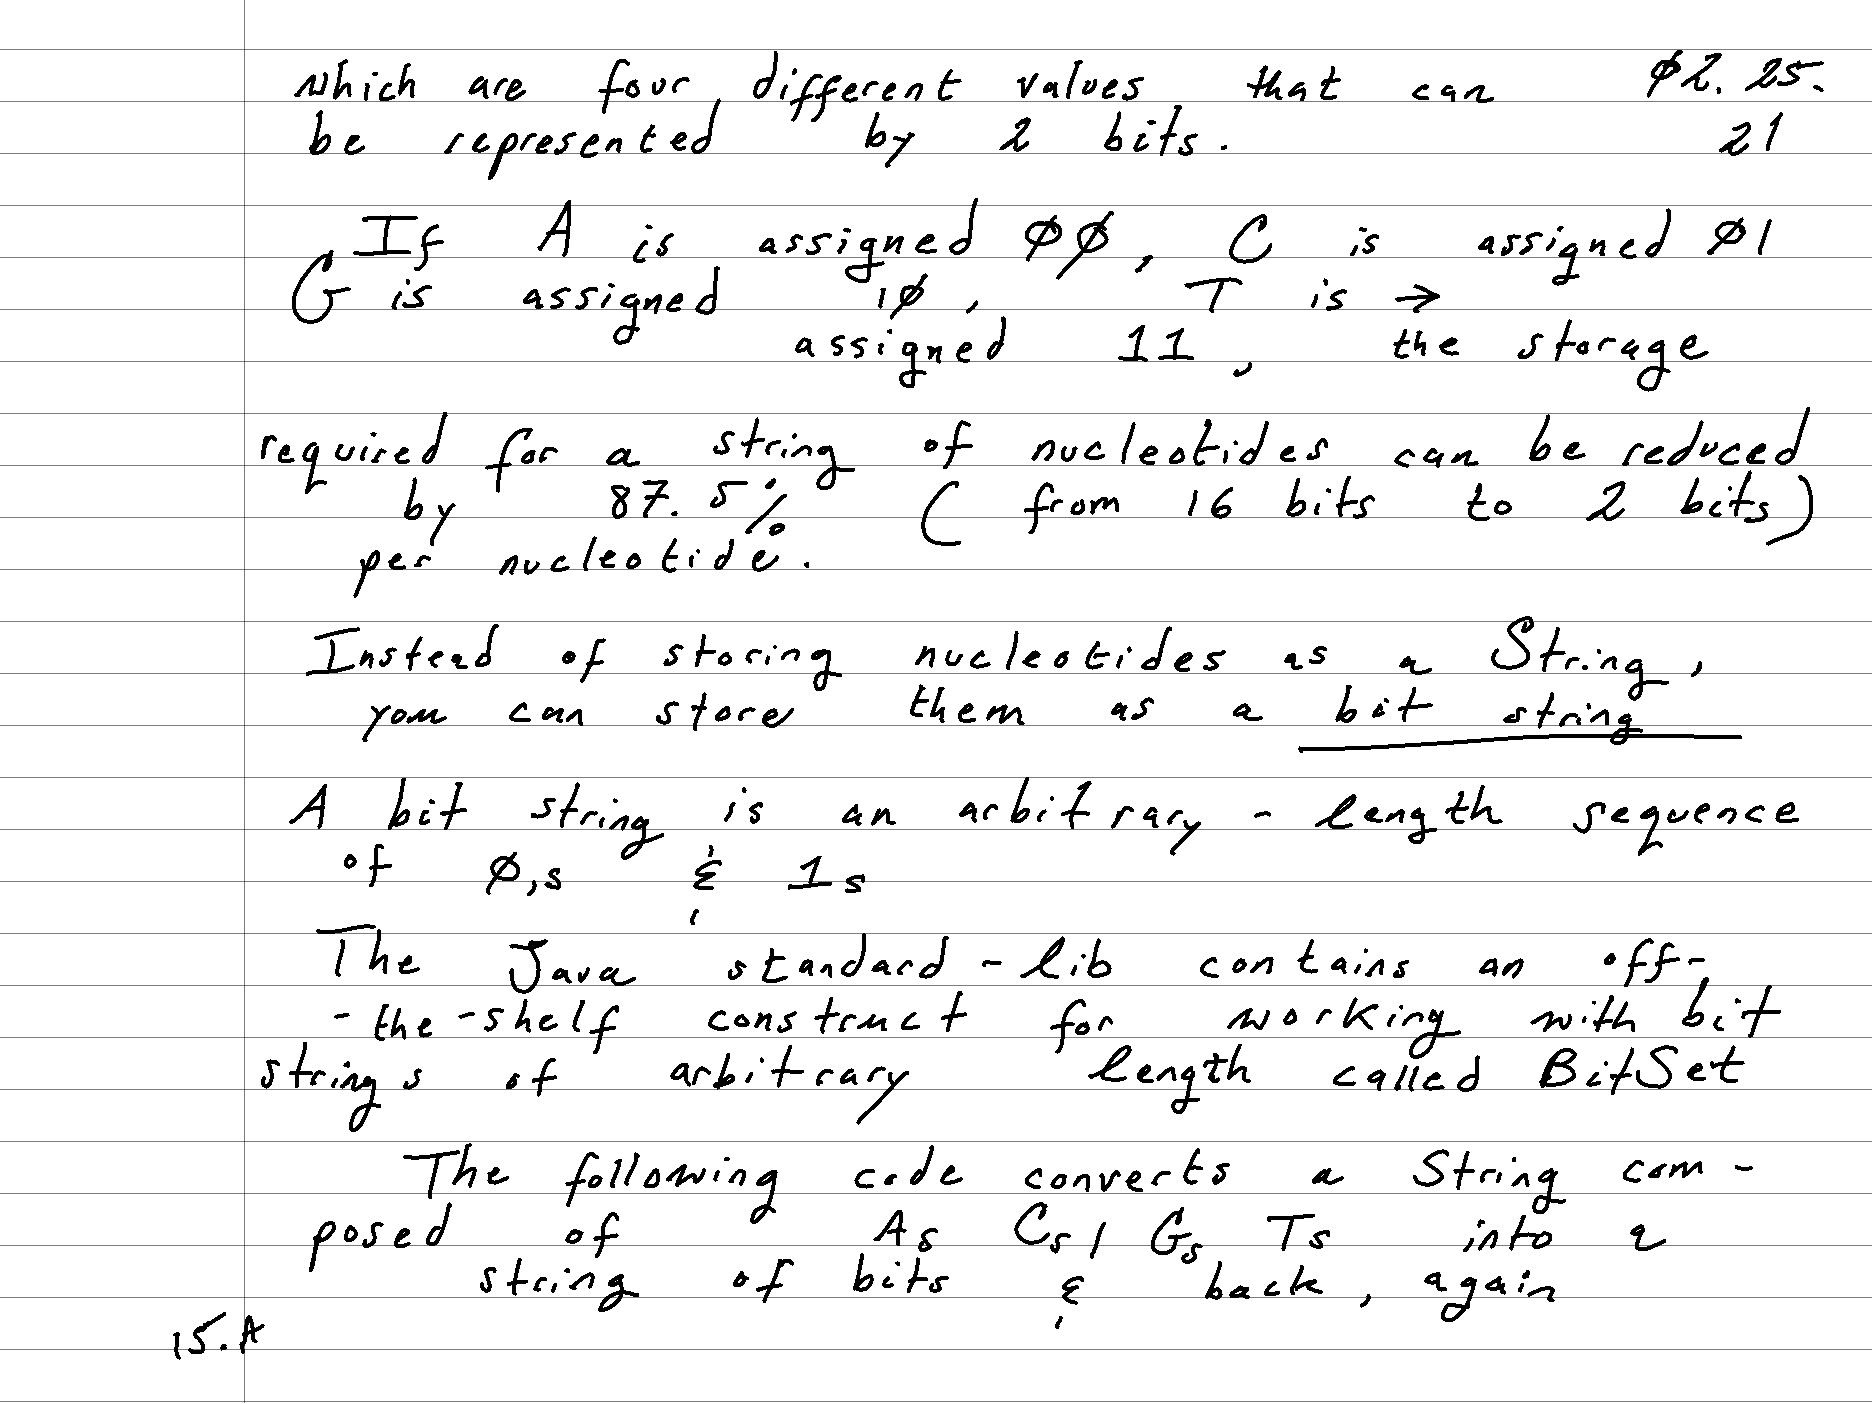 which are four different values that can ø2. 25.
be represented by 2 bits. 21
If A is assigned øø, C is assigned ø1
G is assigned 1ø, T is →
assigned 11, the storage
required for a string of nucleotides can be reduced
by 87.5% ( from 16 bits to 2 bits)
per nucleotide.
Instead of storing nucleotides as a String,
you can store them as a bit string
A bit string is an arbitrary - length sequence
of ø,s & 1s
The Java standard - lib contains an off-
- the - shelf construct for working with bit
strings of arbitrary length called BitSet
The following code converts a String com -
posed of As Cs/ Gs Ts into a
string of bits & back, again
15.A